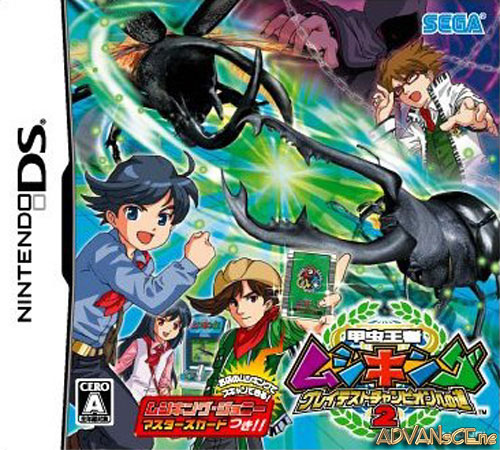 SEGA
NINTENDO DS
甲虫王者
ムシキング
グレイテストチャンピオンへの道
2
TM
ムシキング・ジョニー
マスターズカード
つき!!
CERO
A
ADVANsCEne